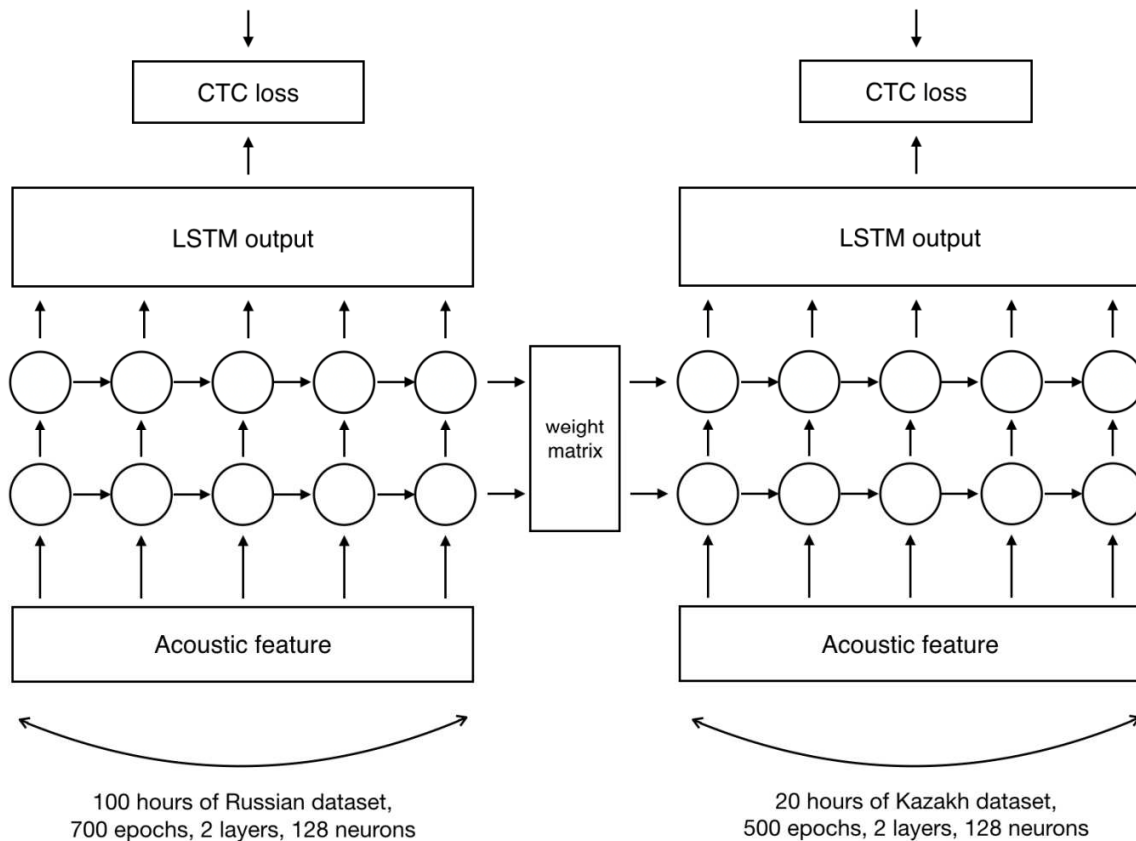 CTC loss
CTC loss
LSTM output
LSTM output
weight
matrix
Acoustic feature
Acoustic feature
100 hours of Russian dataset,
700 epochs, 2 layers, 128 neurons
20 hours of Kazakh dataset,
500 epochs, 2 layers, 128 neurons